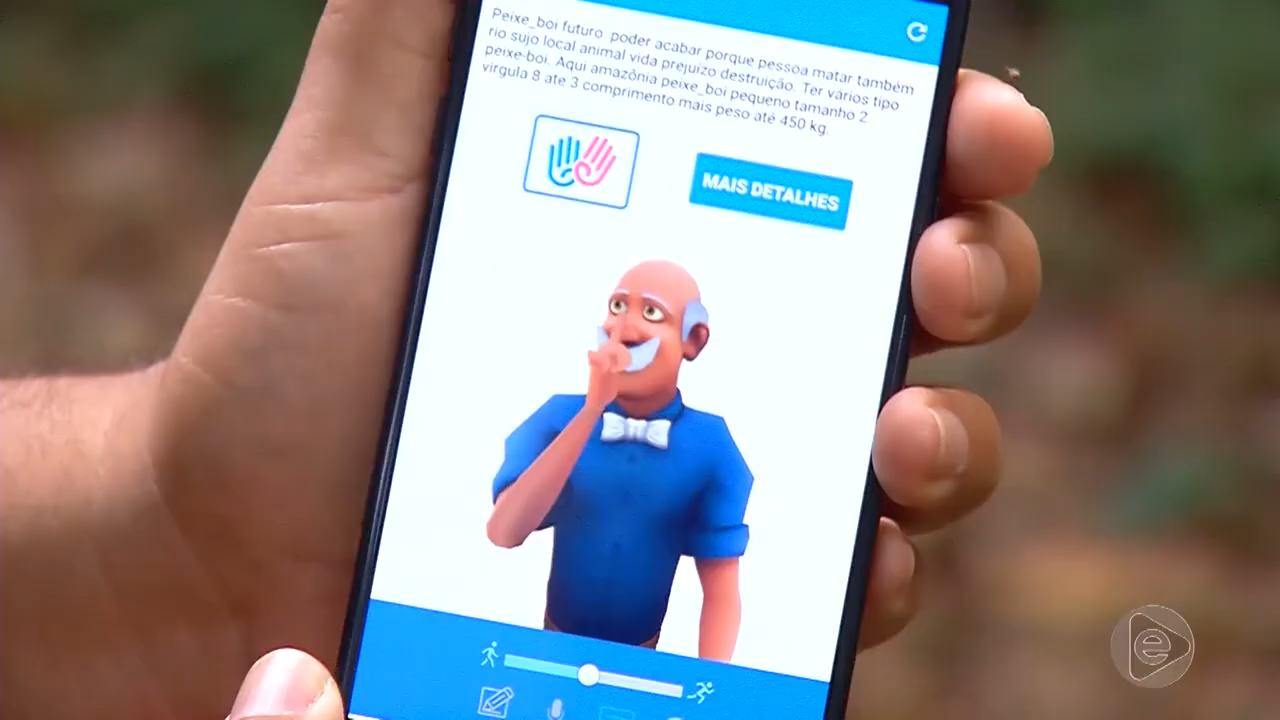 Peixe_boi futuro poder acabar porque pessoa matar também
rio sujo local animal vida prejuízo destruição. Ter vários tipo
peixe-boi. Aqui amazônia peixe_boi pequeno tamanho 2
virgula 8 ate 3 comprimento mais peso até 450 kg.
MAIS DETALHES
e